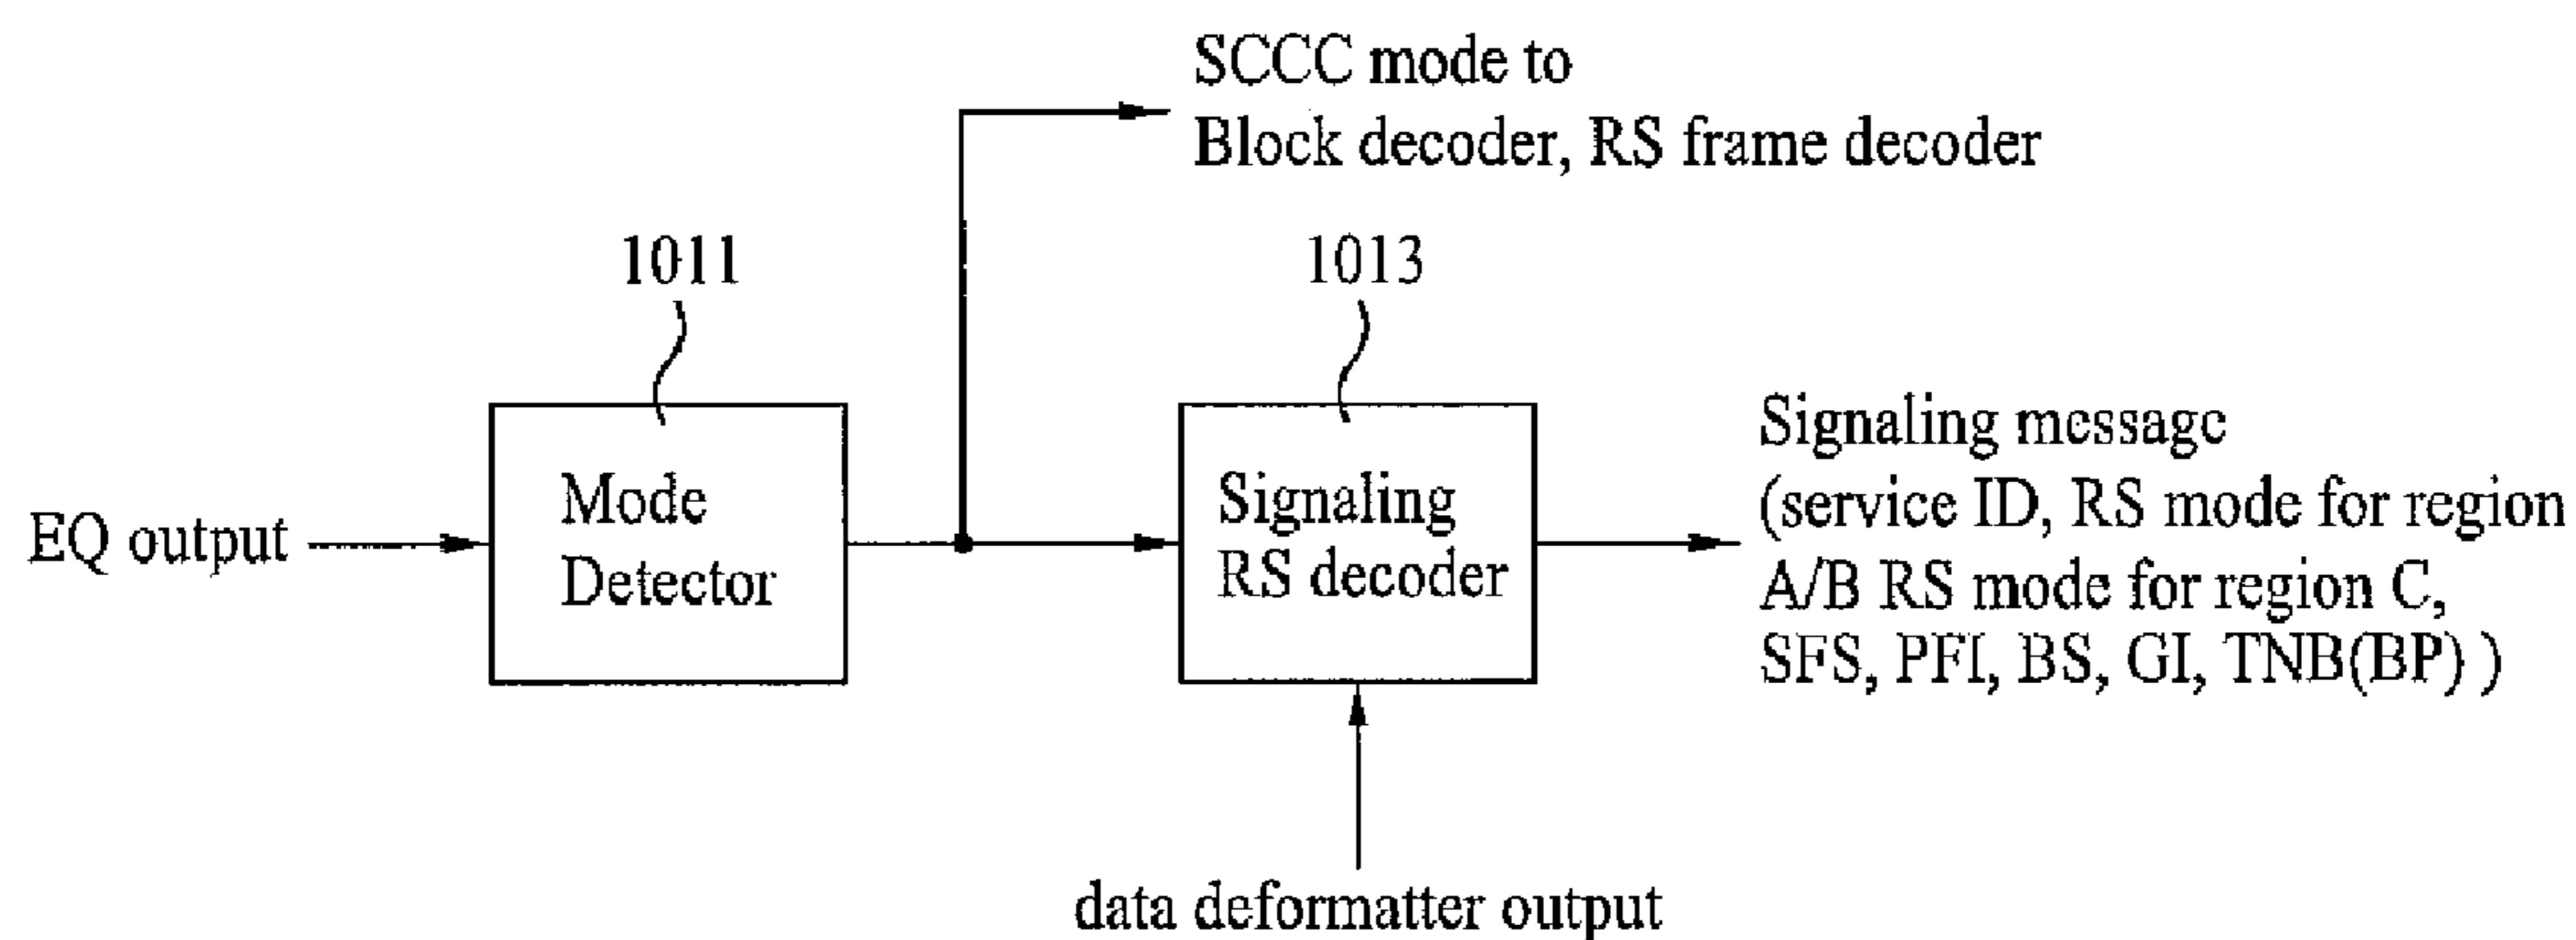 SCCC mode to
Block decoder, RS frame decoder
1011
1013
EQ output
Mode
Detector
Signaling
RS decoder
Signaling message
(service ID, RS mode for region
A/B RS mode for region C,
SFS, PFI, BS, GI, TNB(BP) )
data deformatter output